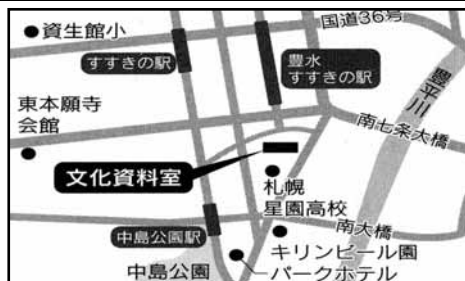 資生館小
国道36号
すすきの駅
豊水
すすきの駅
豊平川
東本願寺
会館
南七条大橋
文化資料室
札幌
星園高校
中島公園駅
南大橋
キリンビール園
中島公園
パークホテル